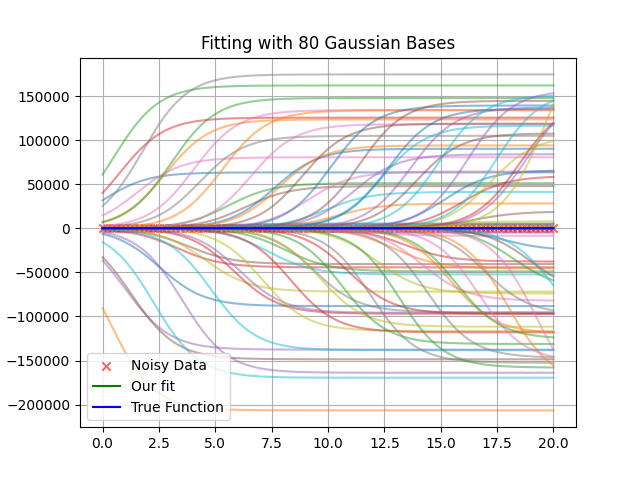 Fitting with 80 Gaussian Bases
150000
100000
50000
0
−50000
−100000
−150000
−200000
Noisy Data
Our fit
True Function
0.0 2.5 5.0 7.5 10.0 12.5 15.0 17.5 20.0